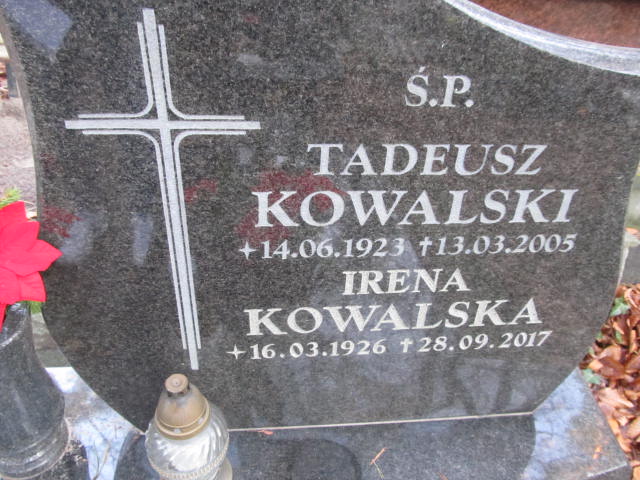 Ś.P.
TADEUSZ
KOWALSKI
✦14.06.1923 ✝13.03.2005
IRENA
KOWALSKA
✦16.03.1926 ✝28.09.2017